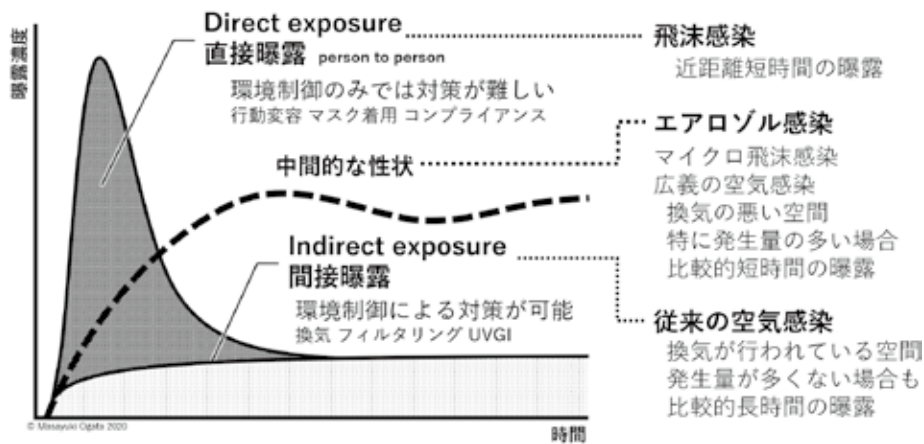 Direct exposure
直接曝露 person to person
環境制御のみでは対策が難しい
行動変容 マスク着用 コンプライアンス
中間的な性状
Indirect exposure
間接曝露
環境制御による対策が可能
換気 フィルタリング UVGI
飛沫感染
近距離短時間の曝露
エアロゾル感染
マイクロ飛沫感染
広義の空気感染
換気の悪い空間
特に発生量の多い場合
比較的短時間の曝露
従来の空気感染
換気が行われている空間
発生量が多くない場合も
比較的長時間の曝露
曝露濃度
時間
© Masayuki Ogata 2020